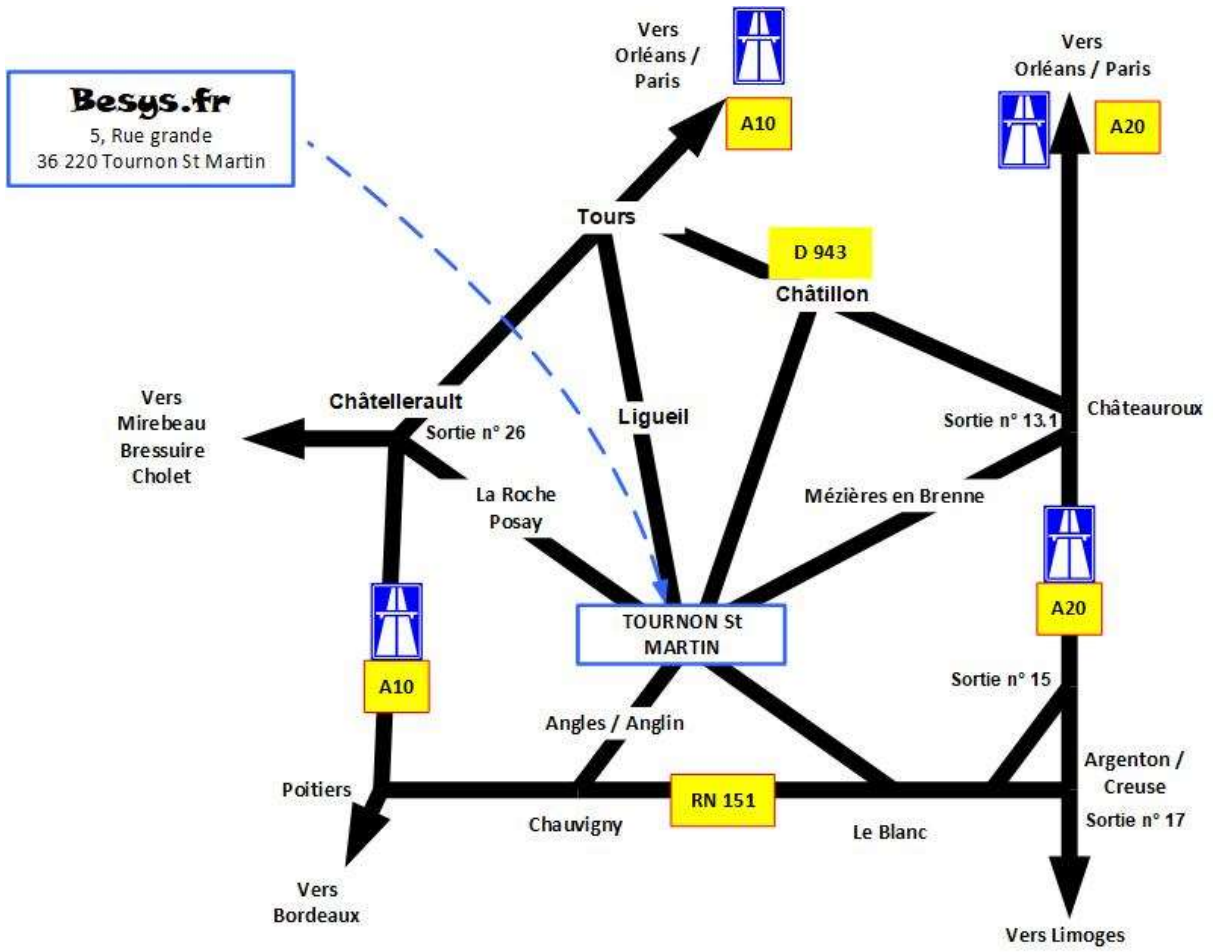 Vers
Orléans /
Paris
A10
Vers
Orléans / Paris
A20
Besys.fr
5, Rue grande
36 220 Tournon St Martin
Tours
D 943
Châtillon
Vers
Mirebeau
Bressuire
Cholet
Châtellerault
Sortie n° 26
Ligueil
Sortie n° 13.1
Châteauroux
La Roche
Posay
Mézières en Brenne
A20
TOURNON St
MARTIN
A10
Sortie n° 15
Angles / Anglin
Poitiers
RN 151
Argenton /
Creuse
Chauvigny
Le Blanc
Sortie n° 17
Vers
Bordeaux
Vers Limoges